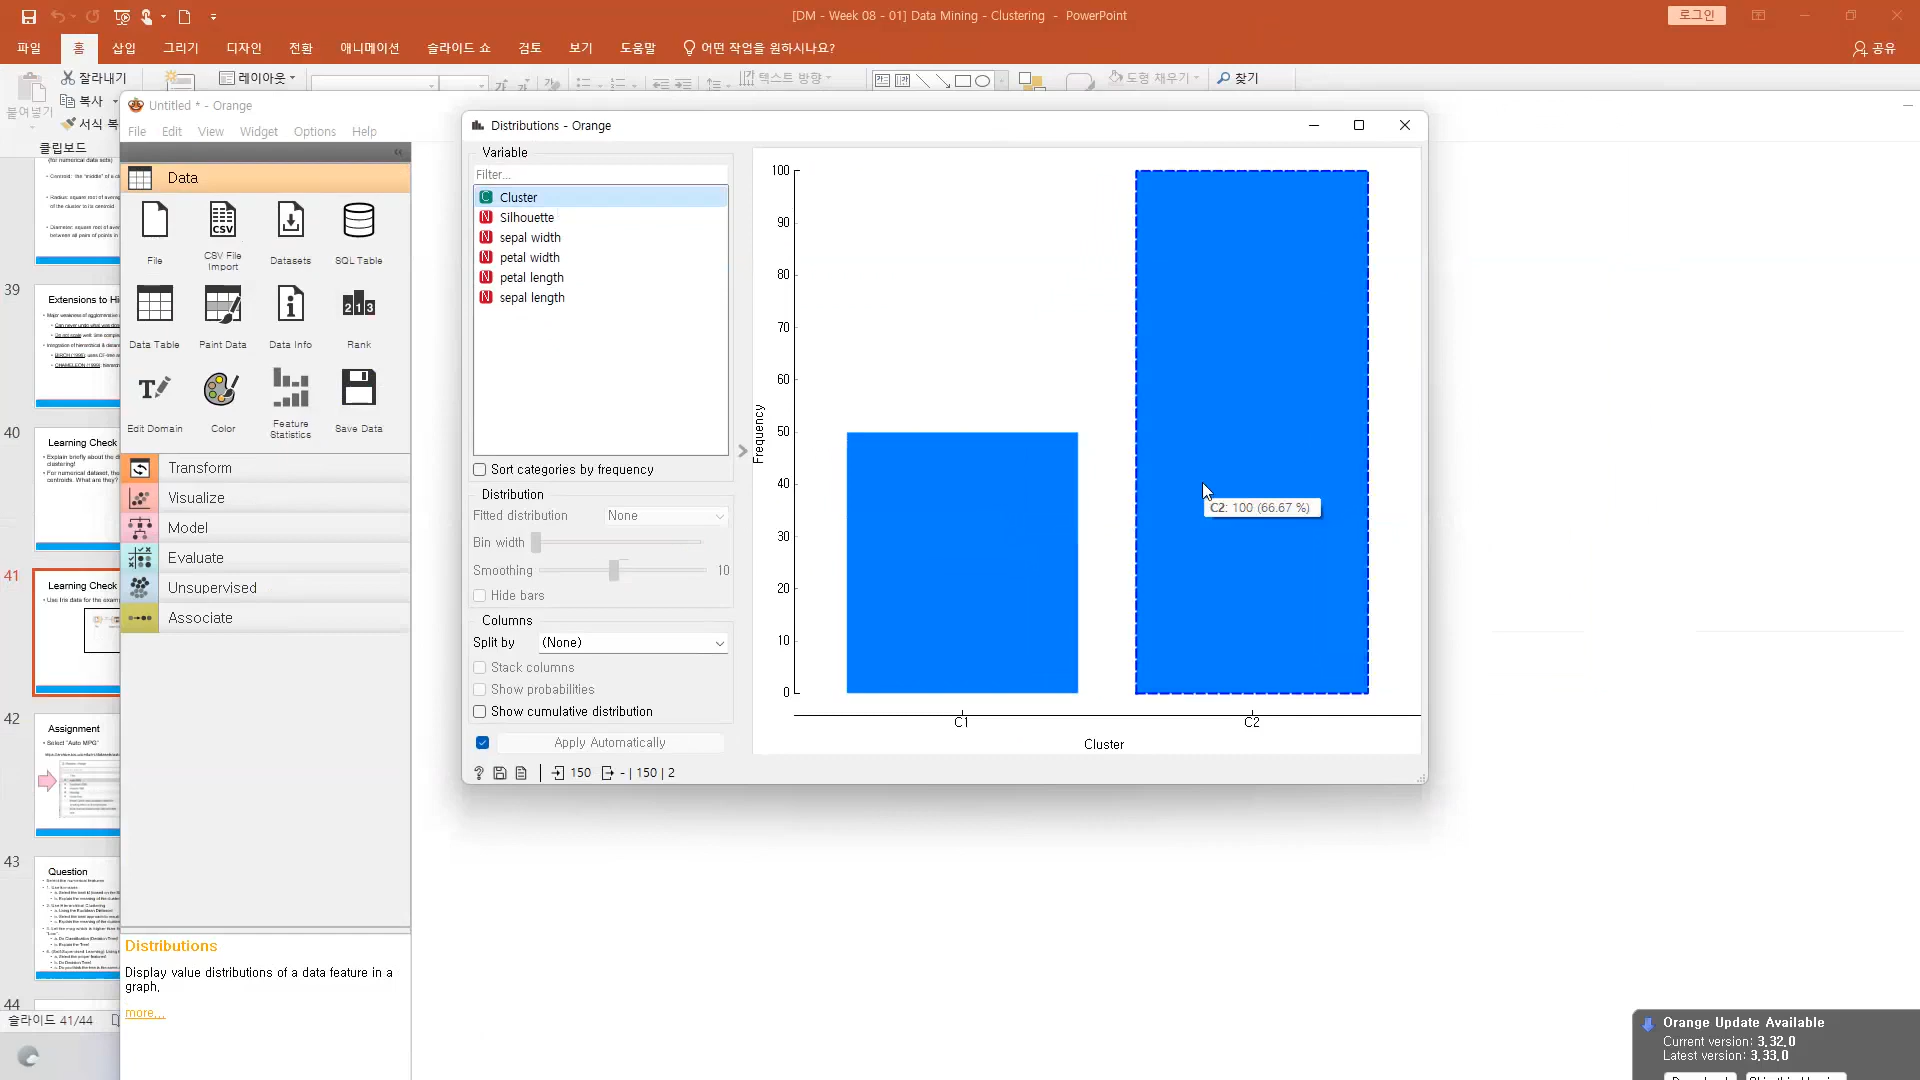 [DM - Week 08 - 01] Data Mining - Clustering - PowerPoint
로그인
파일
홈
삽입
그리기
디자인
전환
애니메이션
슬라이드 쇼
검토
보기
도움말
어떤 작업을 원하시나요?
공유
붙여넣기
잘라내기
복사
서식 복
클립보드
레이아웃
텍스트 방향
도형 채우기
찾기
39
Extensions to Hi
40
Learning Check
41
Learning Check
42
Assignment
• Select "Auto MPG"
43
Question
44
슬라이드 41/44
Untitled * - Orange
File
Edit
View
Widget
Options
Help
Data
File
CSV File Import
Datasets
SQL Table
Data Table
Paint Data
Data Info
Rank
Edit Domain
Color
Feature Statistics
Save Data
Transform
Visualize
Model
Evaluate
Unsupervised
Associate
Distributions
Display value distributions of a data feature in a
graph.
more...
Distributions - Orange
Variable
Filter...
C Cluster
N Silhouette
N sepal width
N petal width
N petal length
N sepal length
Sort categories by frequency
Distribution
Fitted distribution
None
Bin width
Smoothing
10
Hide bars
Columns
Split by
(None)
Stack columns
Show probabilities
Show cumulative distribution
Apply Automatically
? 150 - | 150 | 2
100
90
80
70
60
50
40
30
20
10
0
Frequency
C2: 100 (66.67 %)
C1
C2
Cluster
Orange Update Available
Current version: 3.32.0
Latest version: 3.33.0